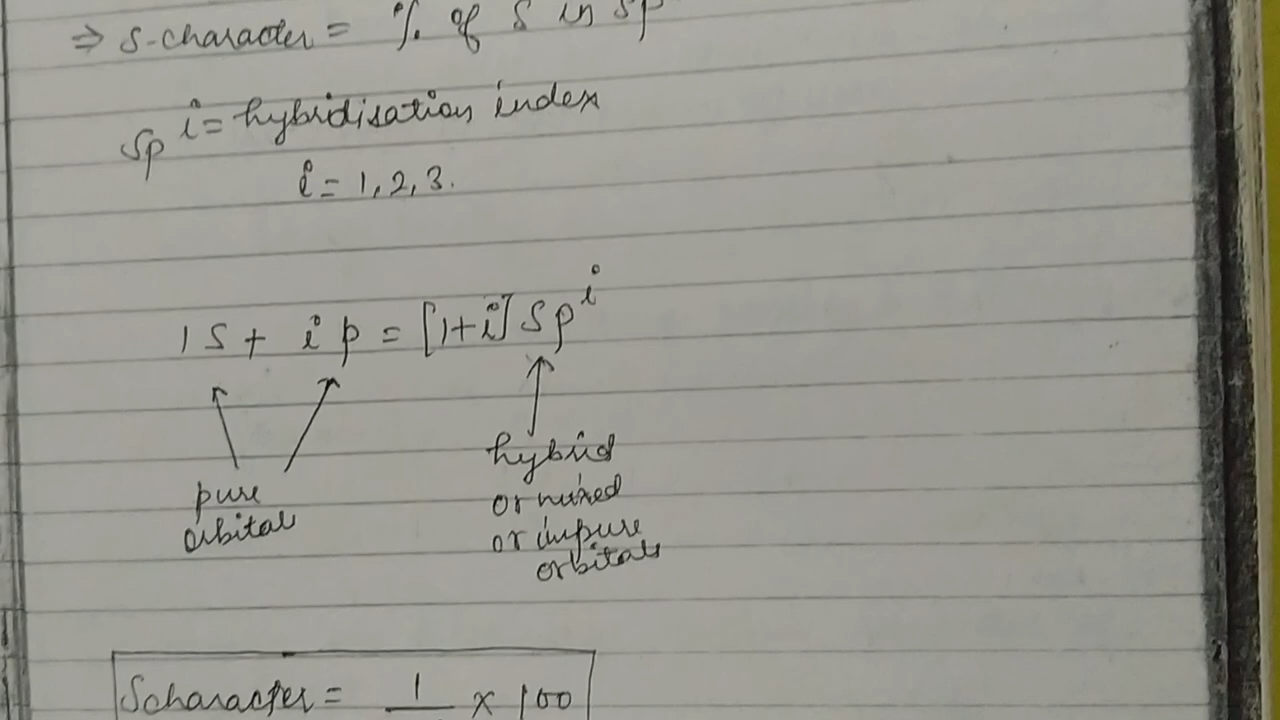 ⇒ s-character = % of s in sp
sp i = hybridisation index
i = 1, 2, 3.
1 S + i p = [1+i] sp^i
pure
orbital
hybrid
or mixed
or impure
orbitals
S character = 1 x 100